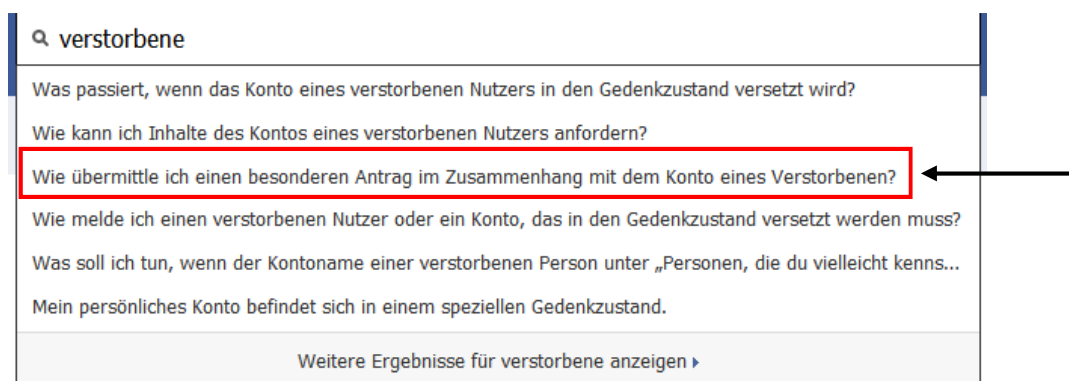 verstorbene
Was passiert, wenn das Konto eines verstorbenen Nutzers in den Gedenkzustand versetzt wird?
Wie kann ich Inhalte des Kontos eines verstorbenen Nutzers anfordern?
Wie übermittle ich einen besonderen Antrag im Zusammenhang mit dem Konto eines Verstorbenen?
Wie melde ich einen verstorbenen Nutzer oder ein Konto, das in den Gedenkzustand versetzt werden muss?
Was soll ich tun, wenn der Kontoname einer verstorbenen Person unter „Personen, die du vielleicht kenns...
Mein persönliches Konto befindet sich in einem speziellen Gedenkzustand.
Weitere Ergebnisse für verstorbene anzeigen